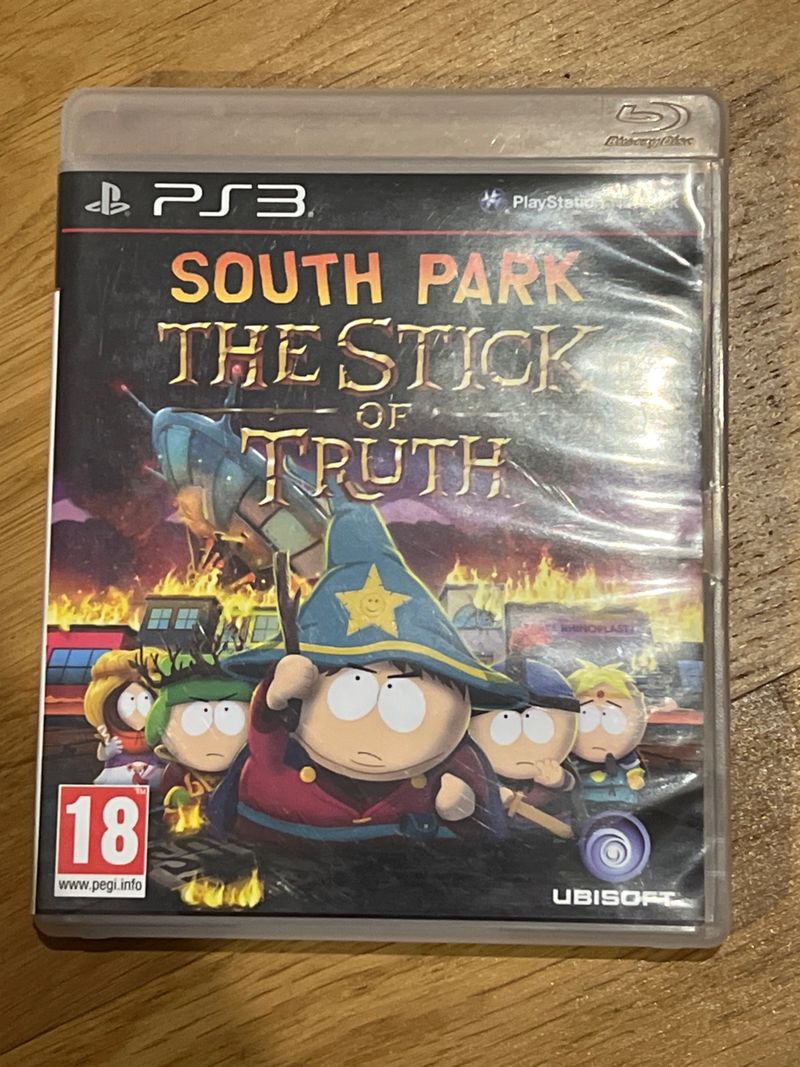 Blu-ray Disc
PS3
PlayStation Network
SOUTH PARK
THE STICK
OF
TRUTH
RHINOPLASTY
18
www.pegi.info
UBISOFT